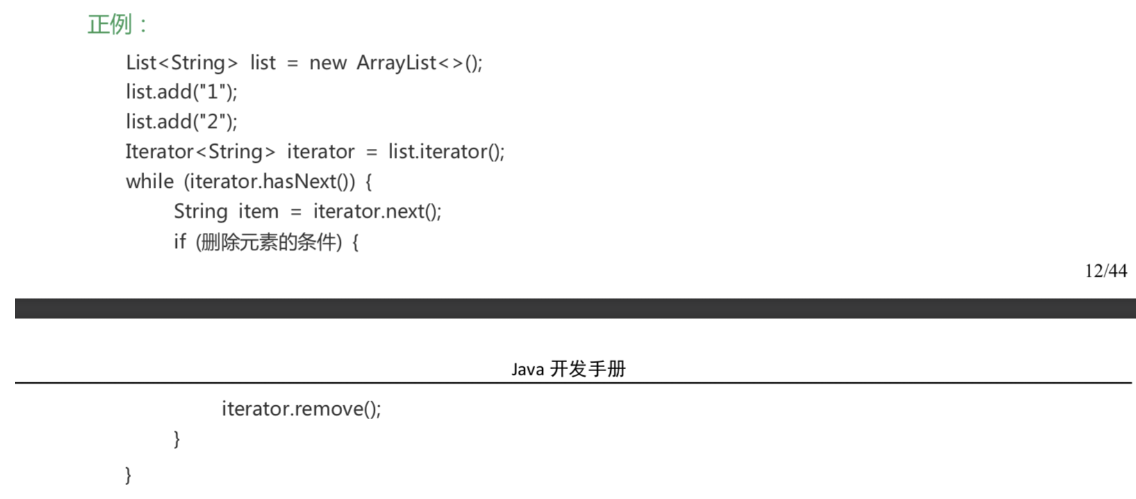 正例：
List<String> list = new ArrayList<>();
list.add("1");
list.add("2");
Iterator<String> iterator = list.iterator();
while (iterator.hasNext()) {
String item = iterator.next();
if (删除元素的条件) {
12/44
Java 开发手册
iterator.remove();
}
}